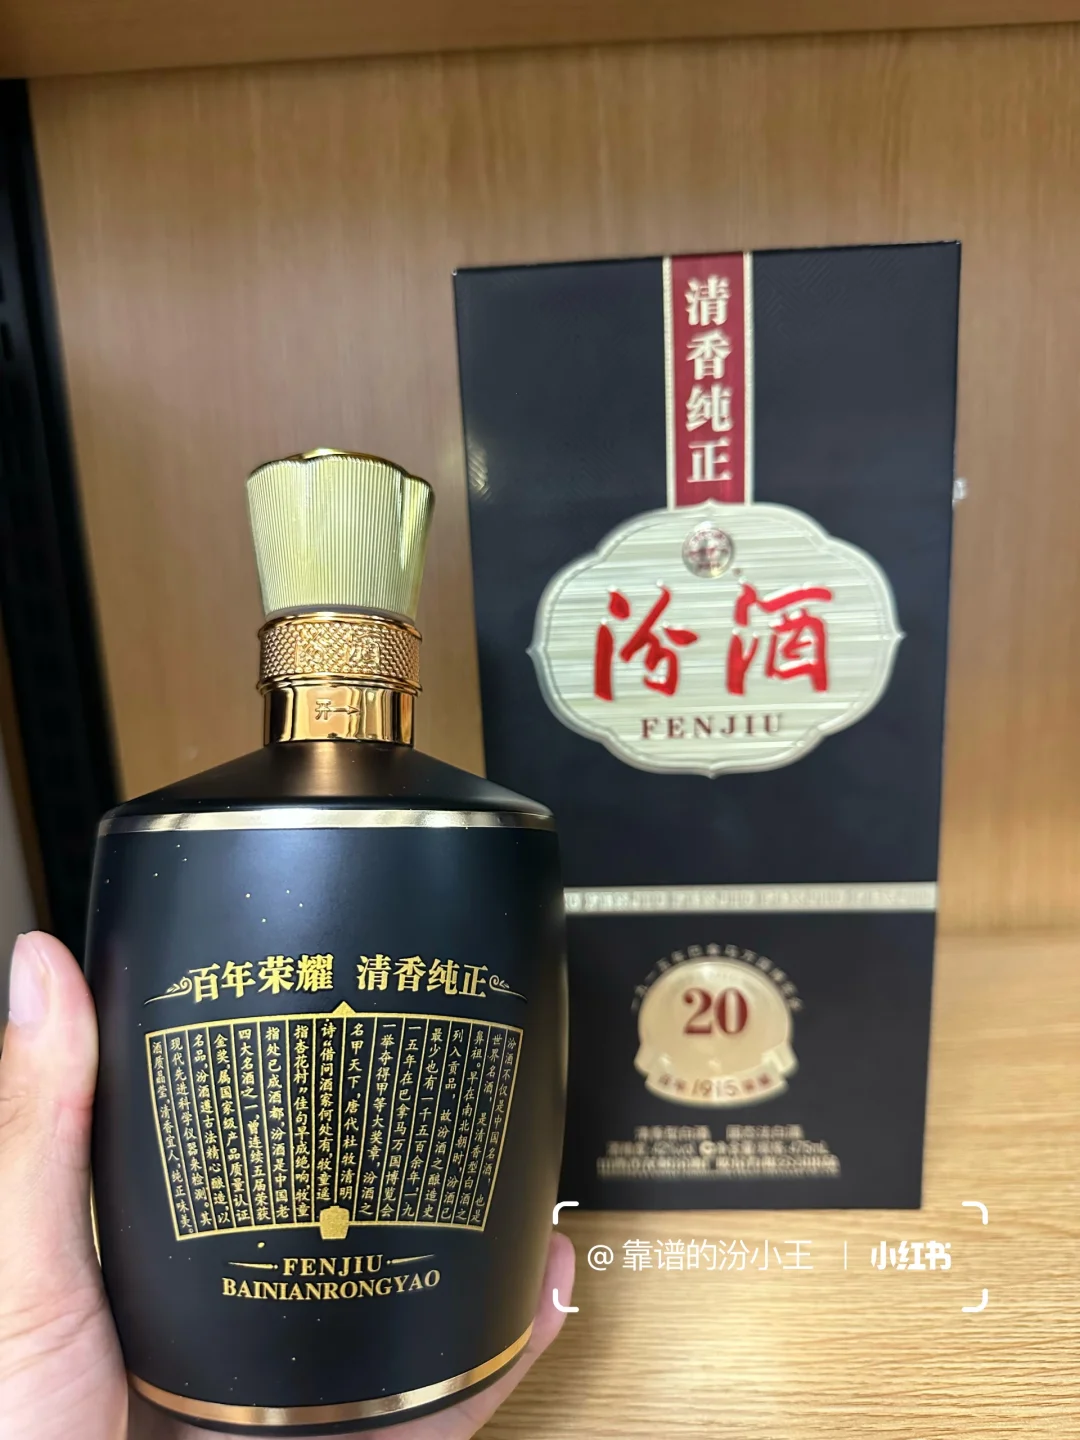 清香纯正
汾酒
FENJIU
20
1915
开→
百年荣耀 清香纯正
汾酒不仅是中国名酒,也是
世界名酒,是清香型白酒之
鼻祖。早在南北朝时,汾酒已
列入贡品,故汾酒之酿造史
最少也有一千五百余年一九
一五年在巴拿马万国博览会
一举夺得甲等大奖章,汾酒之
名甲天下,唐代杜牧清明
诗“借问酒家何处有,牧童遥
指杏花村”佳句早成绝响,牧童
指处已成酒都,汾酒是中国老
四大名酒之一,曾连续五届荣获
金奖,属国家级产品质量认证
名品,汾酒遵古法精心酿造,以
现代先进科学仪器来检测。其
酒质晶莹,清香宜人,纯正味美。
FENJIU
BAINIANRONGYAO
@靠谱的汾小王 | 小红书